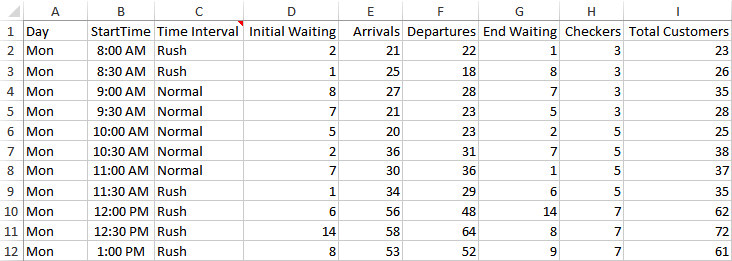 A B C D E F G H I
1 Day StartTime Time Interval Initial Waiting Arrivals Departures End Waiting Checkers Total Customers
2 Mon 8:00 AM Rush 2 21 22 1 3 23
3 Mon 8:30 AM Rush 1 25 18 8 3 26
4 Mon 9:00 AM Normal 8 27 28 7 3 35
5 Mon 9:30 AM Normal 7 21 23 5 3 28
6 Mon 10:00 AM Normal 5 20 23 2 5 25
7 Mon 10:30 AM Normal 2 36 31 7 5 38
8 Mon 11:00 AM Normal 7 30 36 1 5 37
9 Mon 11:30 AM Rush 1 34 29 6 5 35
10 Mon 12:00 PM Rush 6 56 48 14 7 62
11 Mon 12:30 PM Rush 14 58 64 8 7 72
12 Mon 1:00 PM Rush 8 53 52 9 7 61